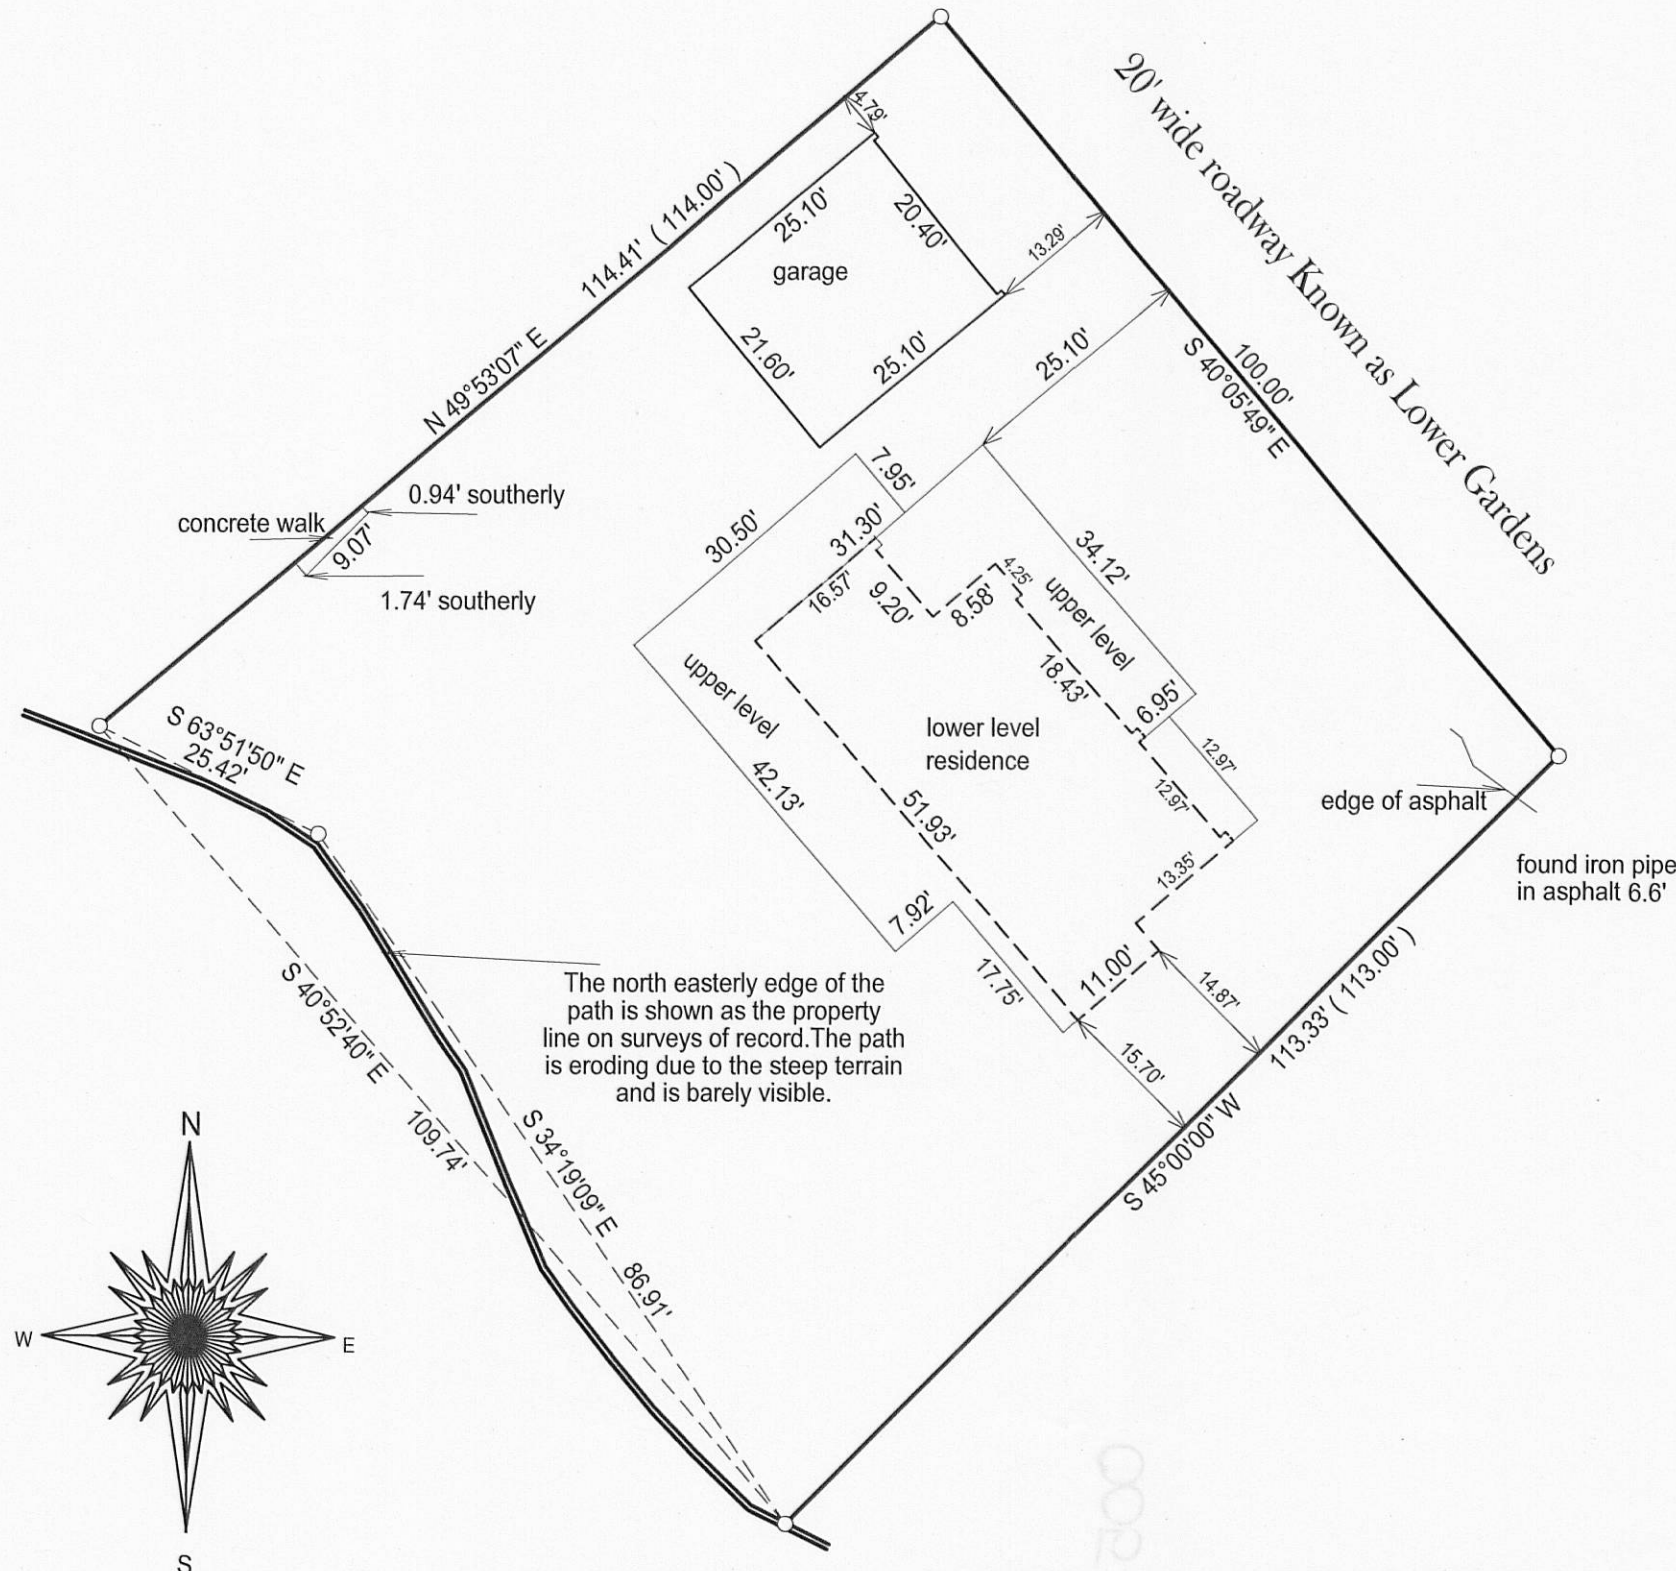 20' wide roadway Known as Lower Gardens
4.79'
114.41' ( 114.00' )
25.10'
20.40'
garage
13.29'
21.60'
25.10'
25.10'
100.00'
S 40°05'49" E
N 49°53'07" E
7.95'
0.94' southerly
concrete walk
9.07'
1.74' southerly
30.50'
31.30'
34.12'
16.57'
9.20'
8.58'
4.25'
upper level
18.43'
6.95'
upper level
lower level
residence
12.97'
12.97'
42.13'
51.93'
13.35'
edge of asphalt
found iron pipe
in asphalt 6.6'
S 63°51'50" E
25.42'
7.92'
17.75'
11.00'
14.87'
15.70'
113.33' ( 113.00' )
S 45°00'00" W
The north easterly edge of the
path is shown as the property
line on surveys of record.The path
is eroding due to the steep terrain
and is barely visible.
S 40°52'40" E
109.74'
S 34°19'09" E
86.91'
N
W
E
S